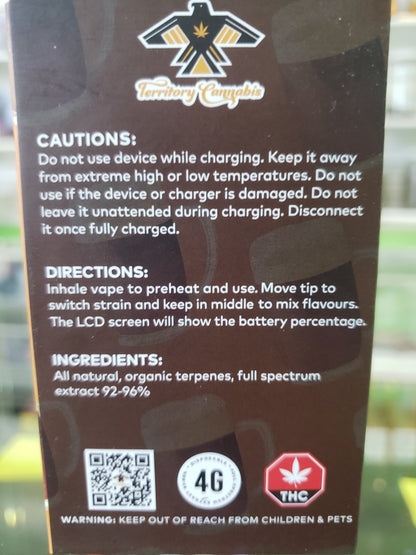 Territory Cannabis
CAUTIONS:
Do not use device while charging. Keep it away
from extreme high or low temperatures. Do not
use if the device or charger is damaged. Do not
leave it unattended during charging. Disconnect
it once fully charged.
DIRECTIONS:
Inhale vape to preheat and use. Move tip to
switch strain and keep in middle to mix flavours.
The LCD screen will show the battery percentage.
INGREDIENTS:
All natural, organic terpenes, full spectrum
extract 92-96%
DISPOSABLE
4G
THC
WARNING: KEEP OUT OF REACH FROM CHILDREN & PETS